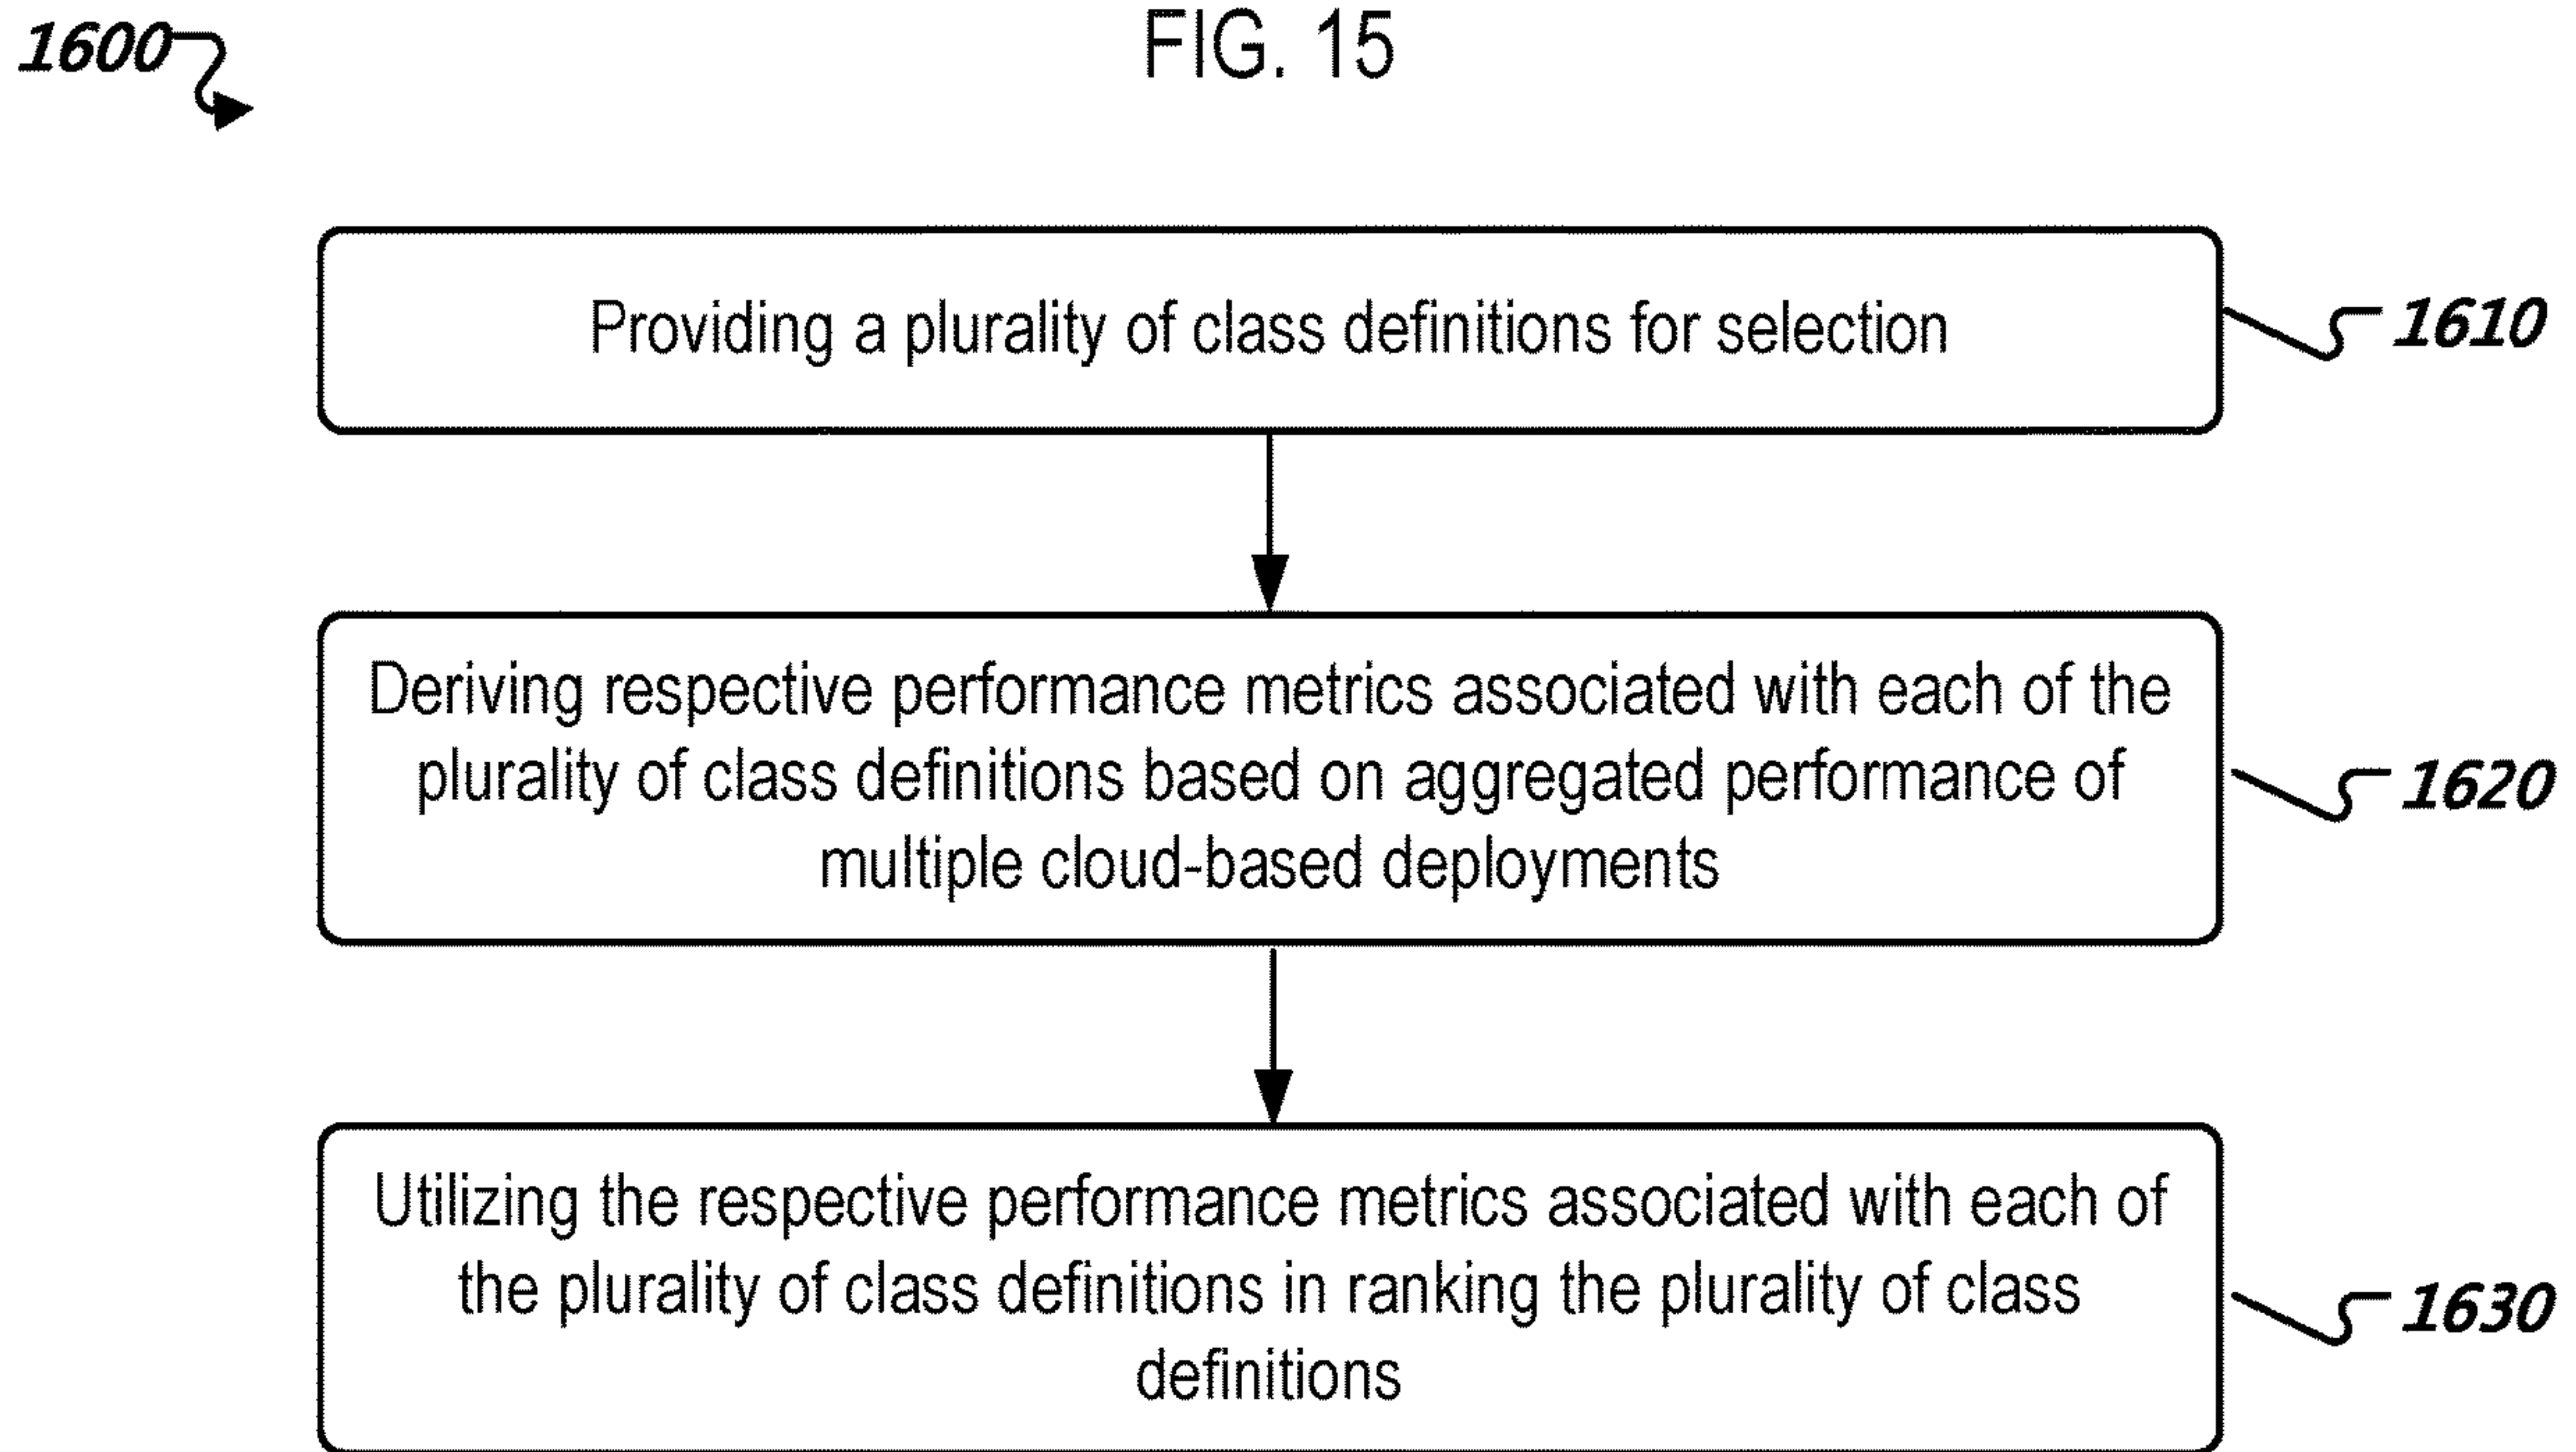 FIG. 15
1600
Providing a plurality of class definitions for selection
1610
Deriving respective performance metrics associated with each of the
plurality of class definitions based on aggregated performance of
multiple cloud-based deployments
1620
Utilizing the respective performance metrics associated with each of
the plurality of class definitions in ranking the plurality of class
definitions
1630